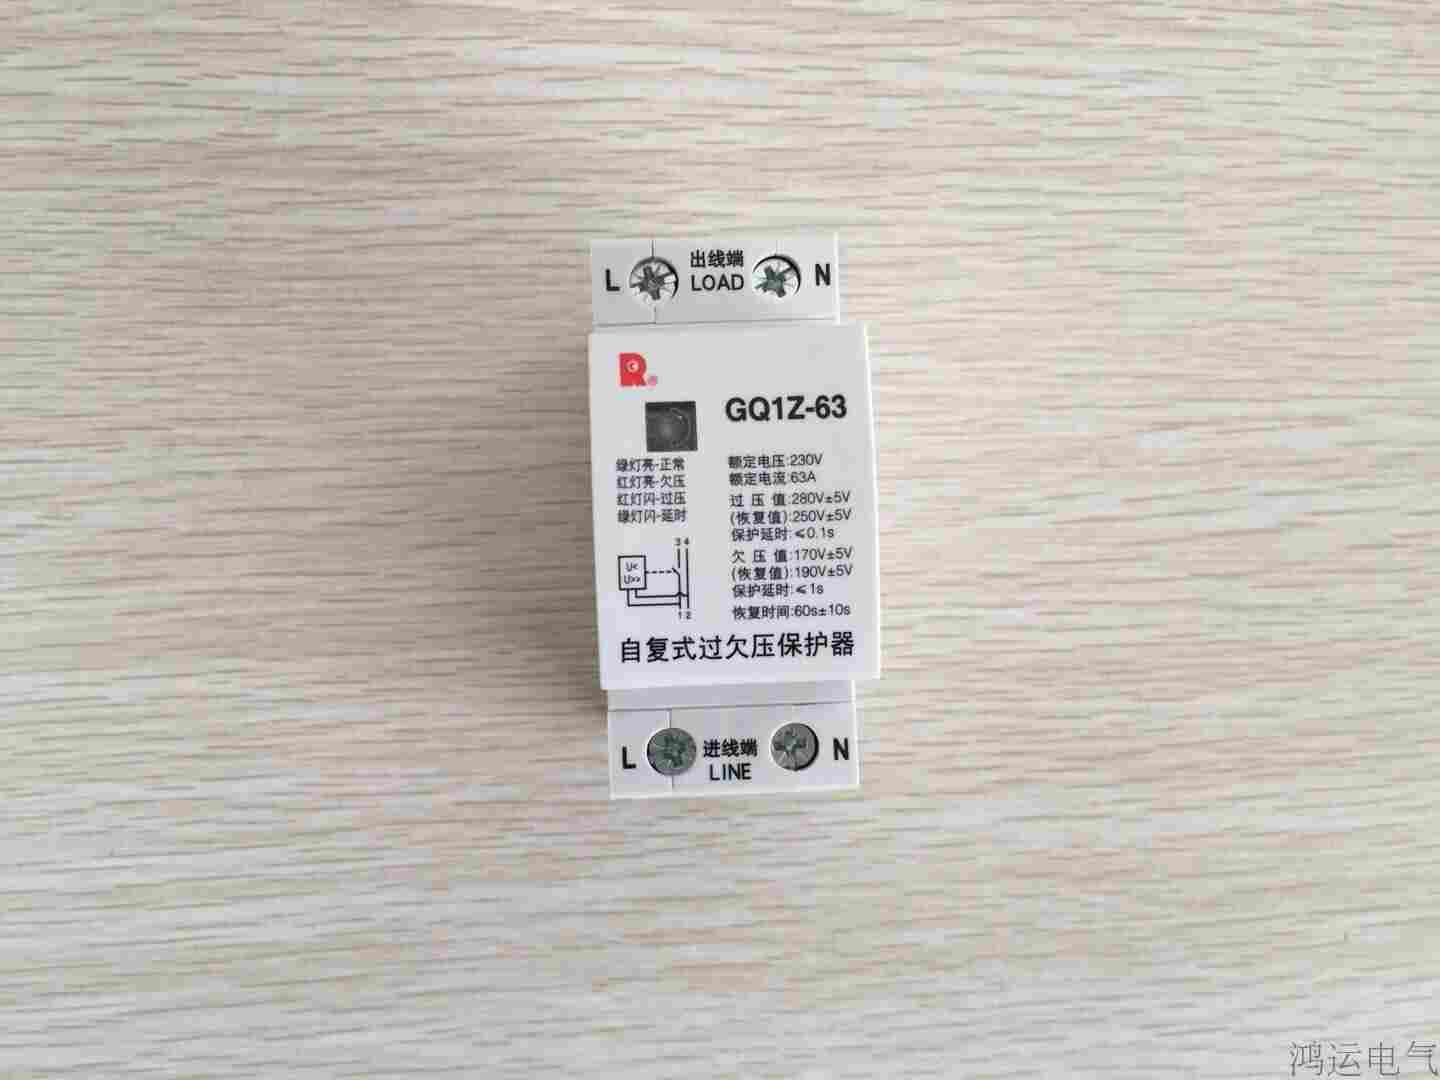 L 出线端 N
LOAD
R®
GQ1Z-63
绿灯亮-正常
红灯亮-欠压
红灯闪-过压
绿灯闪-延时
额定电压:230V
额定电流:63A
过压值:280V±5V
(恢复值):250V±5V
保护延时:≤0.1s
欠压值:170V±5V
(恢复值):190V±5V
保护延时:≤1s
恢复时间:60s±10s
3 4
U<
U>>
1 2
自复式过欠压保护器
L 进线端 N
LINE
鸿运电气